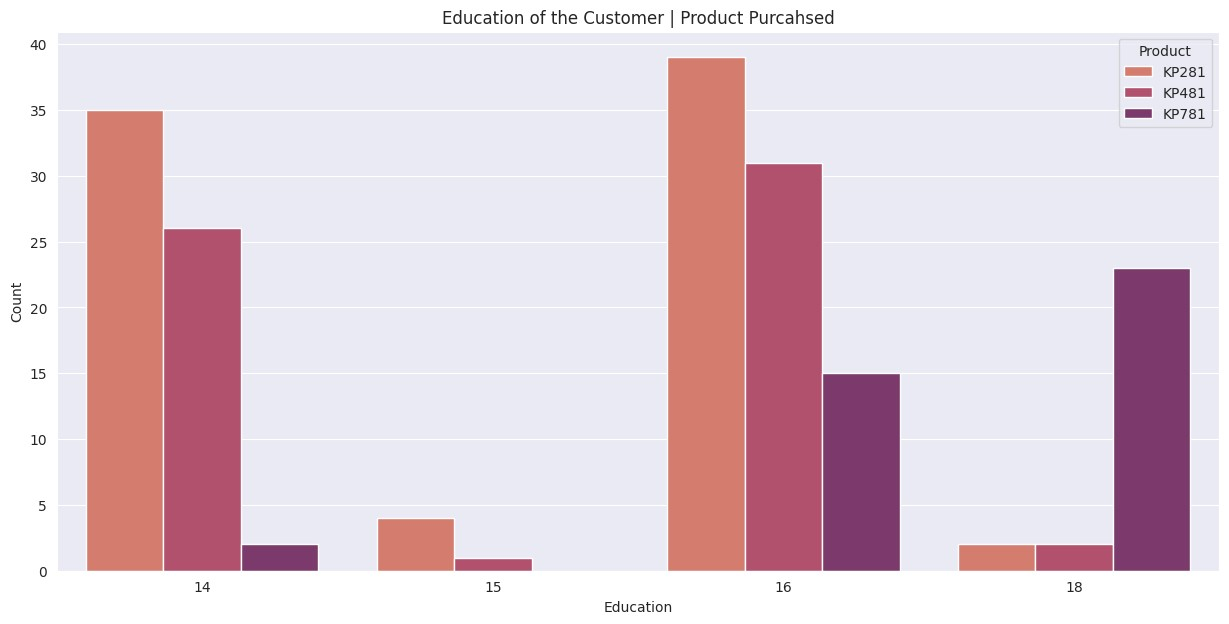 Education of the Customer | Product Purcahsed
Product
KP281
KP481
KP781
Count
40
35
30
25
20
15
10
5
0
14 15 16 18
Education